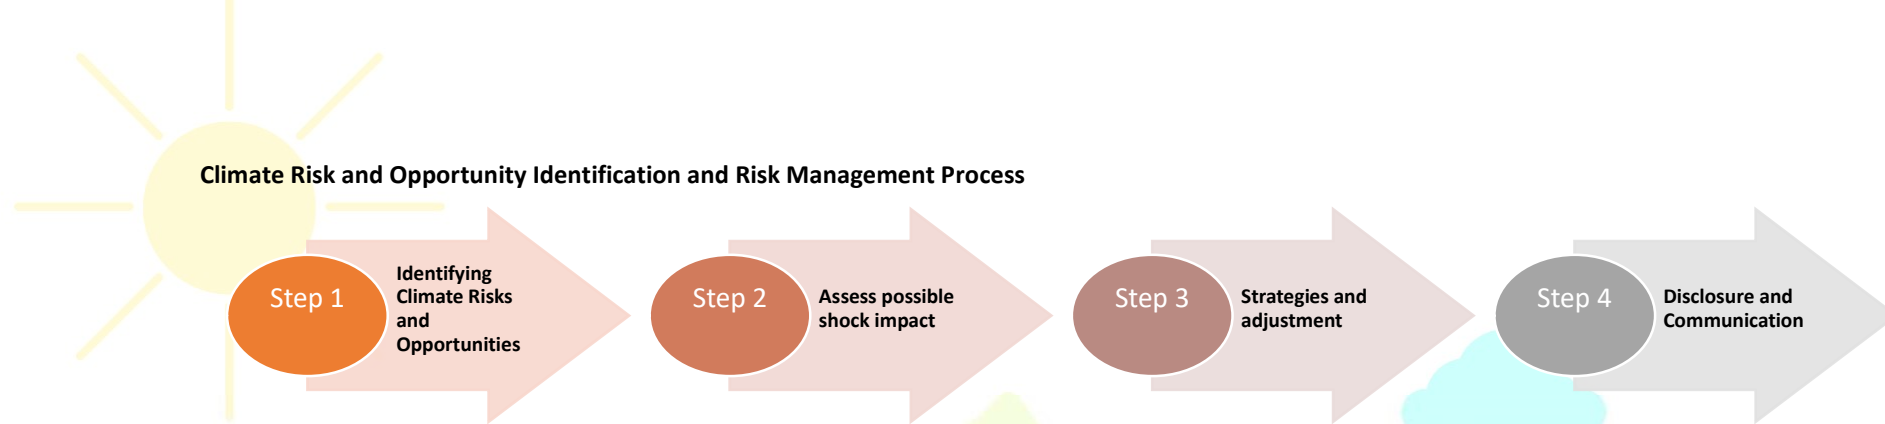 Climate Risk and Opportunity Identification and Risk Management Process
Step 1
Identifying
Climate Risks
and
Opportunities
Step 2
Assess possible
shock impact
Step 3
Strategies and
adjustment
Step 4
Disclosure and
Communication